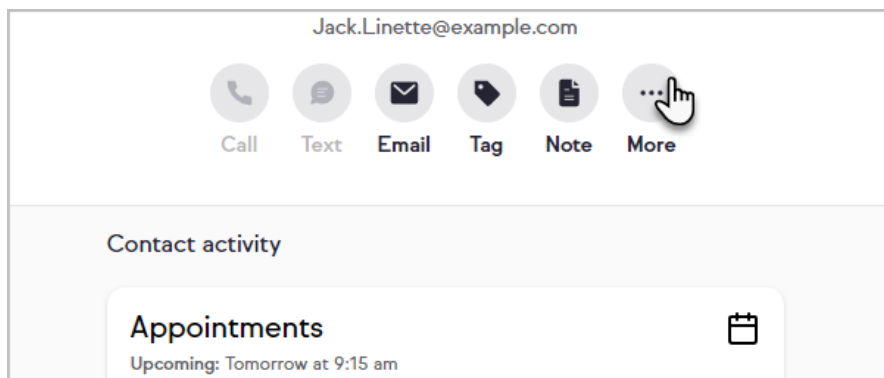 Jack.Linette@example.com
Call Text Email Tag Note More
Contact activity
Appointments
Upcoming: Tomorrow at 9:15 am